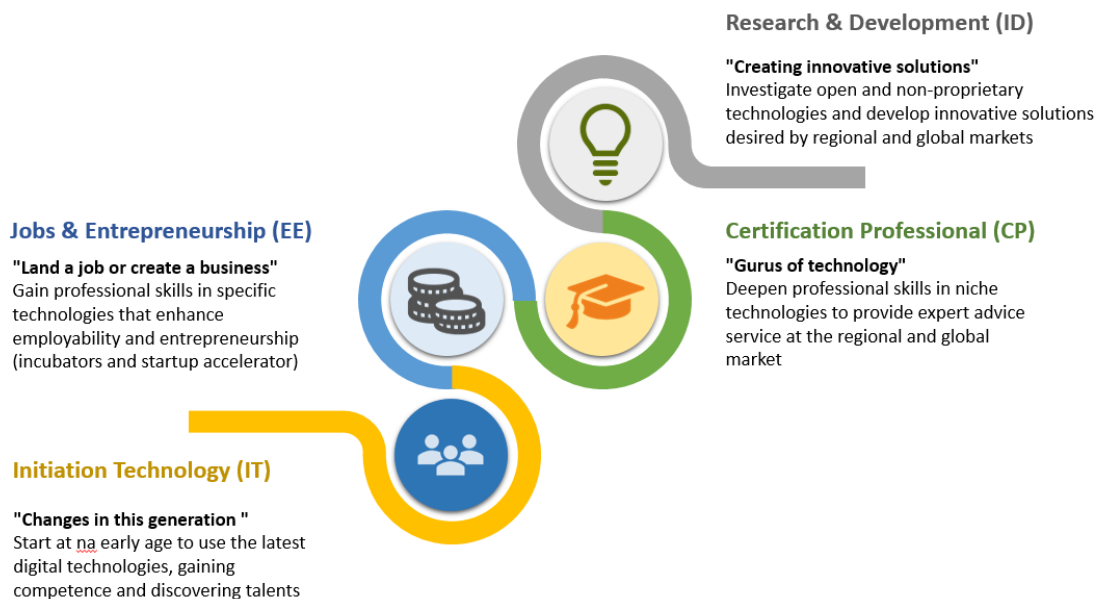 Research & Development (ID)
"Creating innovative solutions"
Investigate open and non-proprietary
technologies and develop innovative solutions
desired by regional and global markets
Jobs & Entrepreneurship (EE)
"Land a job or create a business"
Gain professional skills in specific
technologies that enhance
employability and entrepreneurship
(incubators and startup accelerator)
Certification Professional (CP)
"Gurus of technology"
Deepen professional skills in niche
technologies to provide expert advice
service at the regional and global
market
Initiation Technology (IT)
"Changes in this generation "
Start at na early age to use the latest
digital technologies, gaining
competence and discovering talents